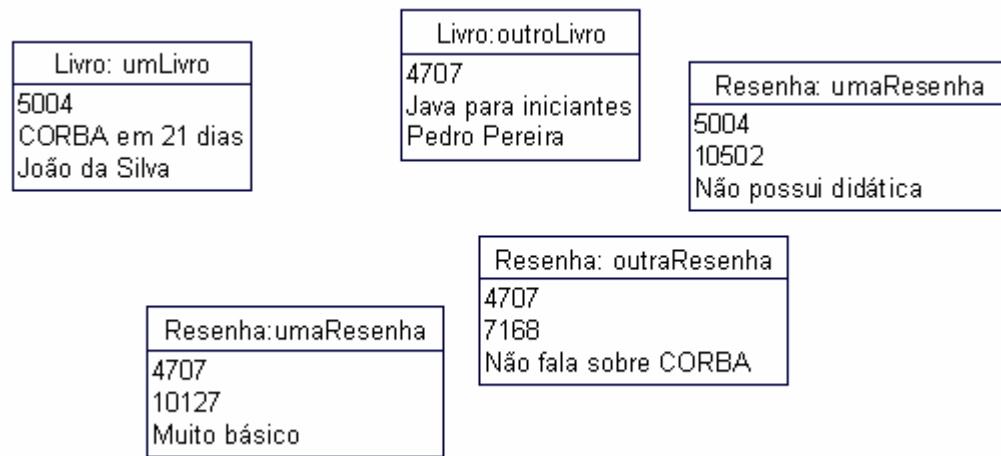 Livro: umLivro
5004
CORBA em 21 dias
João da Silva
Livro:outroLivro
4707
Java para iniciantes
Pedro Pereira
Resenha: umaResenha
5004
10502
Não possui didática
Resenha: outraResenha
4707
7168
Não fala sobre CORBA
Resenha:umaResenha
4707
10127
Muito básico